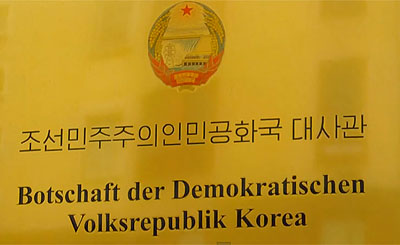 조선민주주의인민공화국 대사관
Botschaft der Demokratischen
Volksrepublik Korea